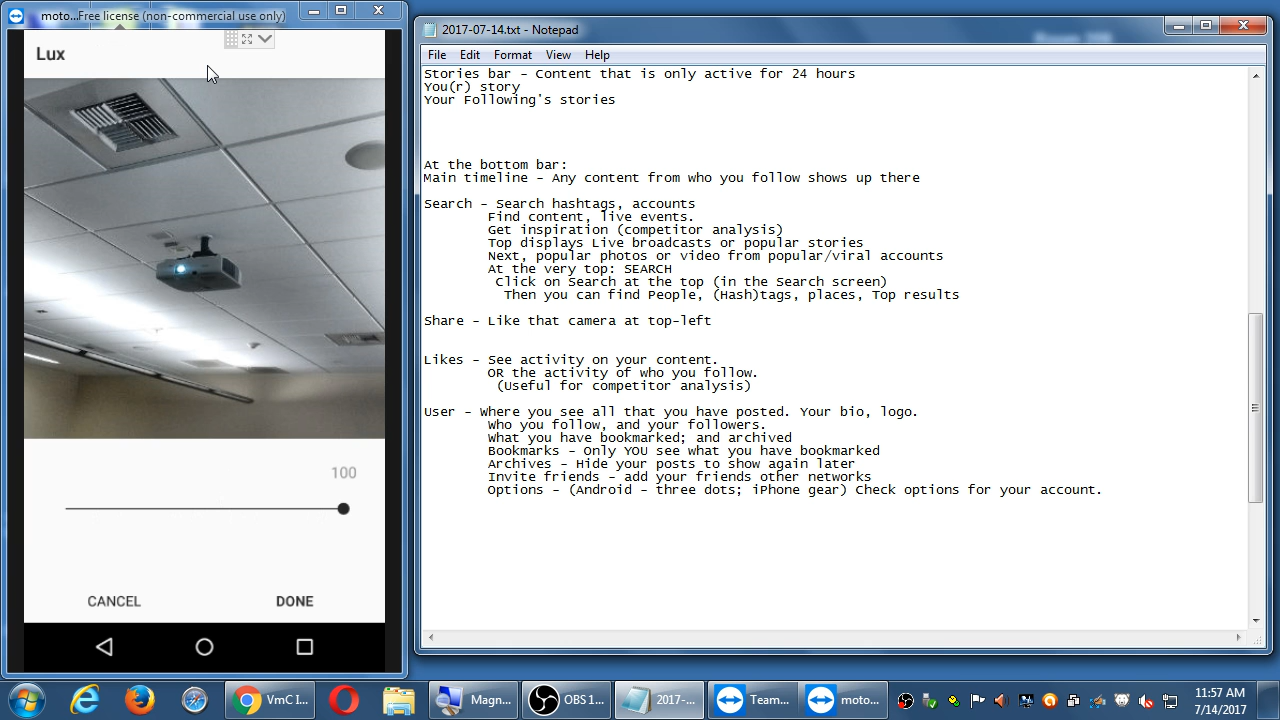 moto...Free license (non-commercial use only)
Lux
100
CANCEL
DONE
2017-07-14.txt - Notepad
File Edit Format View Help
Stories bar - Content that is only active for 24 hours
You(r) story
Your Following's stories
At the bottom bar:
Main timeline - Any content from who you follow shows up there
Search - Search hashtags, accounts
Find content, live events.
Get inspiration (competitor analysis)
Top displays Live broadcasts or popular stories
Next, popular photos or video from popular/viral accounts
At the very top: SEARCH
Click on Search at the top (in the Search screen)
Then you can find People, (Hash)tags, places, Top results
Share - Like that camera at top-left
Likes - See activity on your content.
OR the activity of who you follow.
(Useful for competitor analysis)
User - Where you see all that you have posted. Your bio, logo.
Who you follow, and your followers.
What you have bookmarked; and archived
Bookmarks - Only YOU see what you have bookmarked
Archives - Hide your posts to show again later
Invite friends - add your friends other networks
Options - (Android - three dots; iPhone gear) Check options for your account.
VmC I... Magn... OBS 1... 2017-... Team... moto...
11:57 AM
7/14/2017